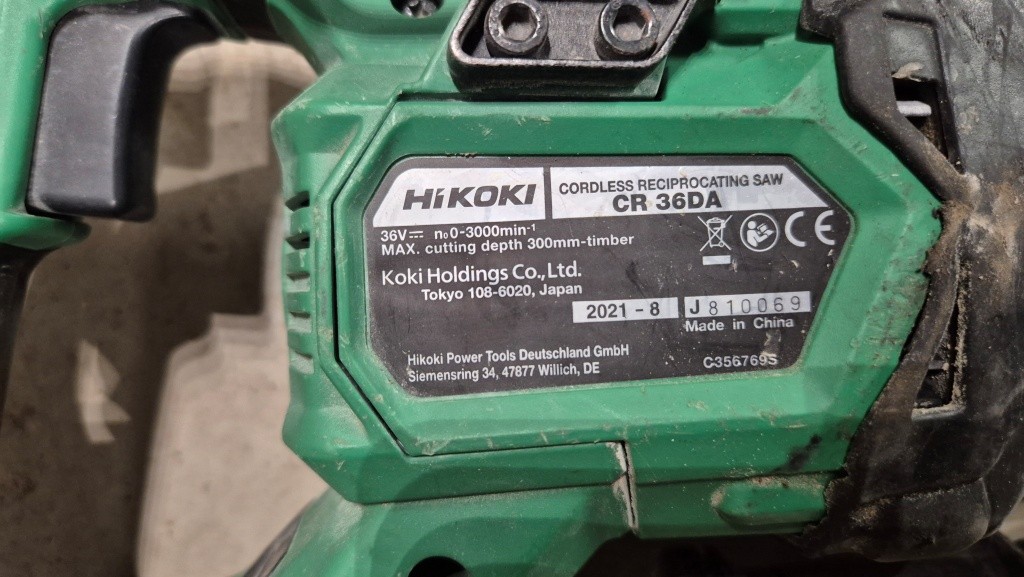 HiKOKI
CORDLESS RECIPROCATING SAW
CR 36DA
36V⎓ n₀0-3000min⁻¹
MAX. cutting depth 300mm-timber
CE
Koki Holdings Co.,Ltd.
Tokyo 108-6020, Japan
2021 - 8 J 810069
Made in China
Hikoki Power Tools Deutschland GmbH
Siemensring 34, 47877 Willich, DE
C356769S